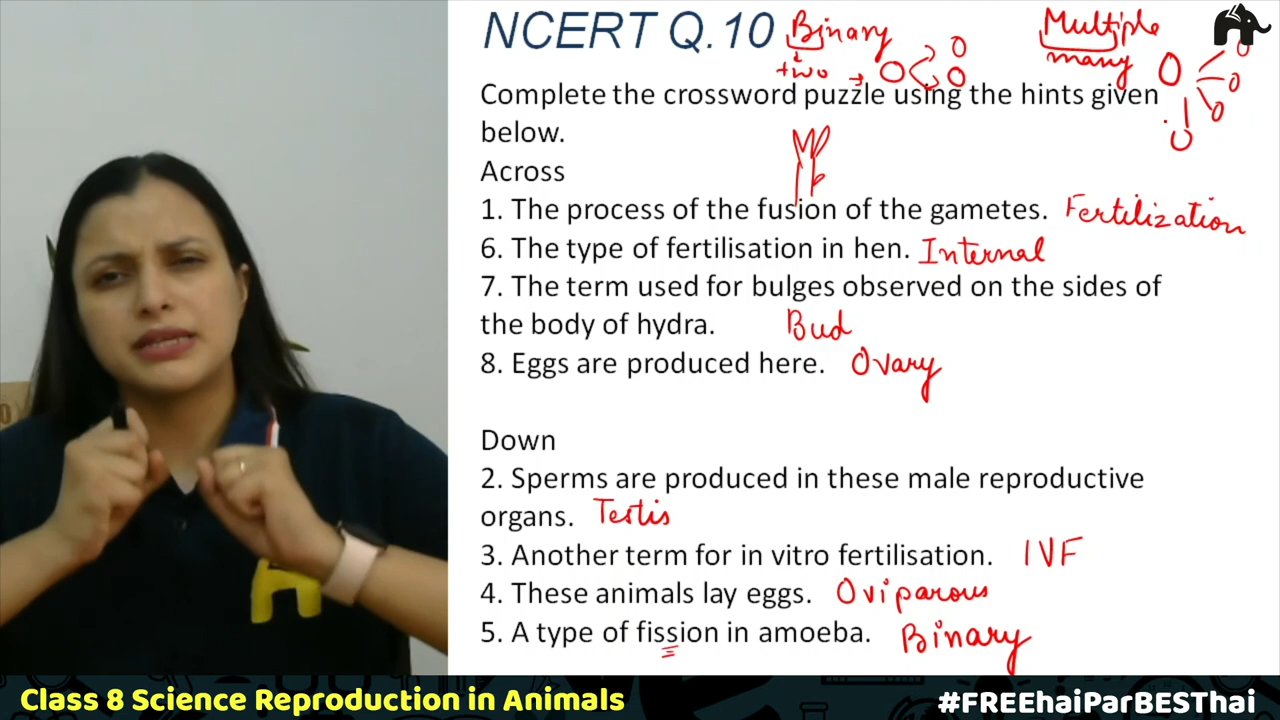 NCERT Q.10 Binary Multiple
two many
Complete the crossword puzzle using the hints given
below.
Across
1. The process of the fusion of the gametes. Fertilization
6. The type of fertilisation in hen. Internal
7. The term used for bulges observed on the sides of
the body of hydra. Bud
8. Eggs are produced here. Ovary
Down
2. Sperms are produced in these male reproductive
organs. Testis
3. Another term for in vitro fertilisation. IVF
4. These animals lay eggs. Oviparous
5. A type of fission in amoeba. Binary
Class 8 Science Reproduction in Animals #FREEhaiParBESThai